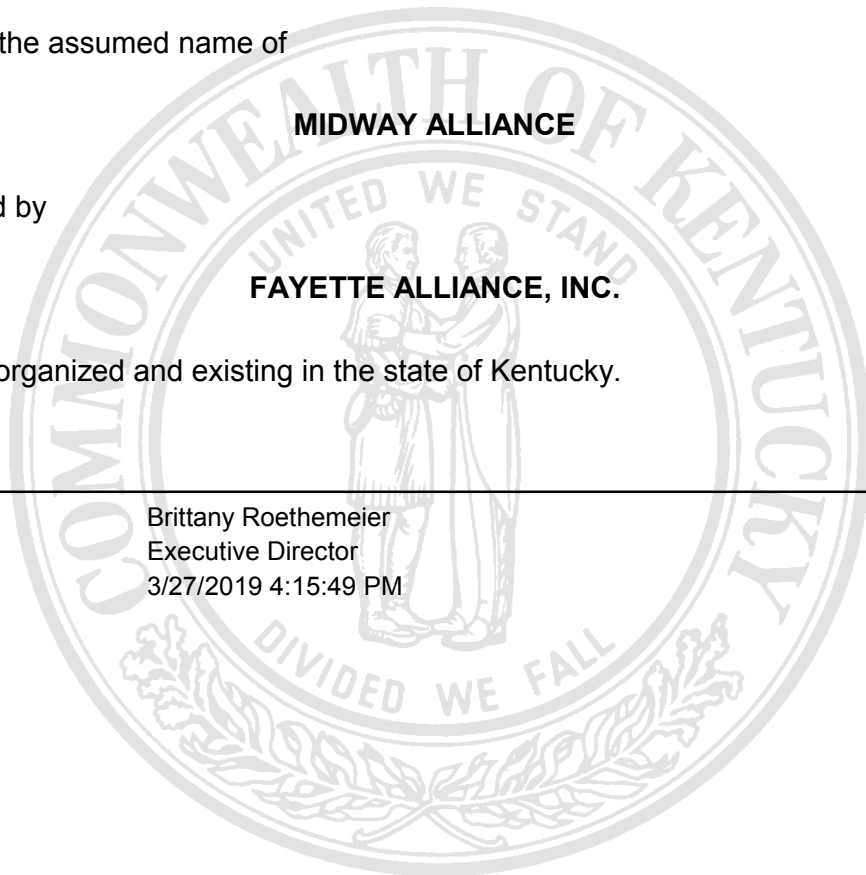 the assumed name of
MIDWAY ALLIANCE
d by
FAYETTE ALLIANCE, INC.
organized and existing in the state of Kentucky.
Brittany Roethemeier
Executive Director
3/27/2019 4:15:49 PM
COMMONWEALTH OF KENTUCKY
UNITED WE STAND
DIVIDED WE FALL